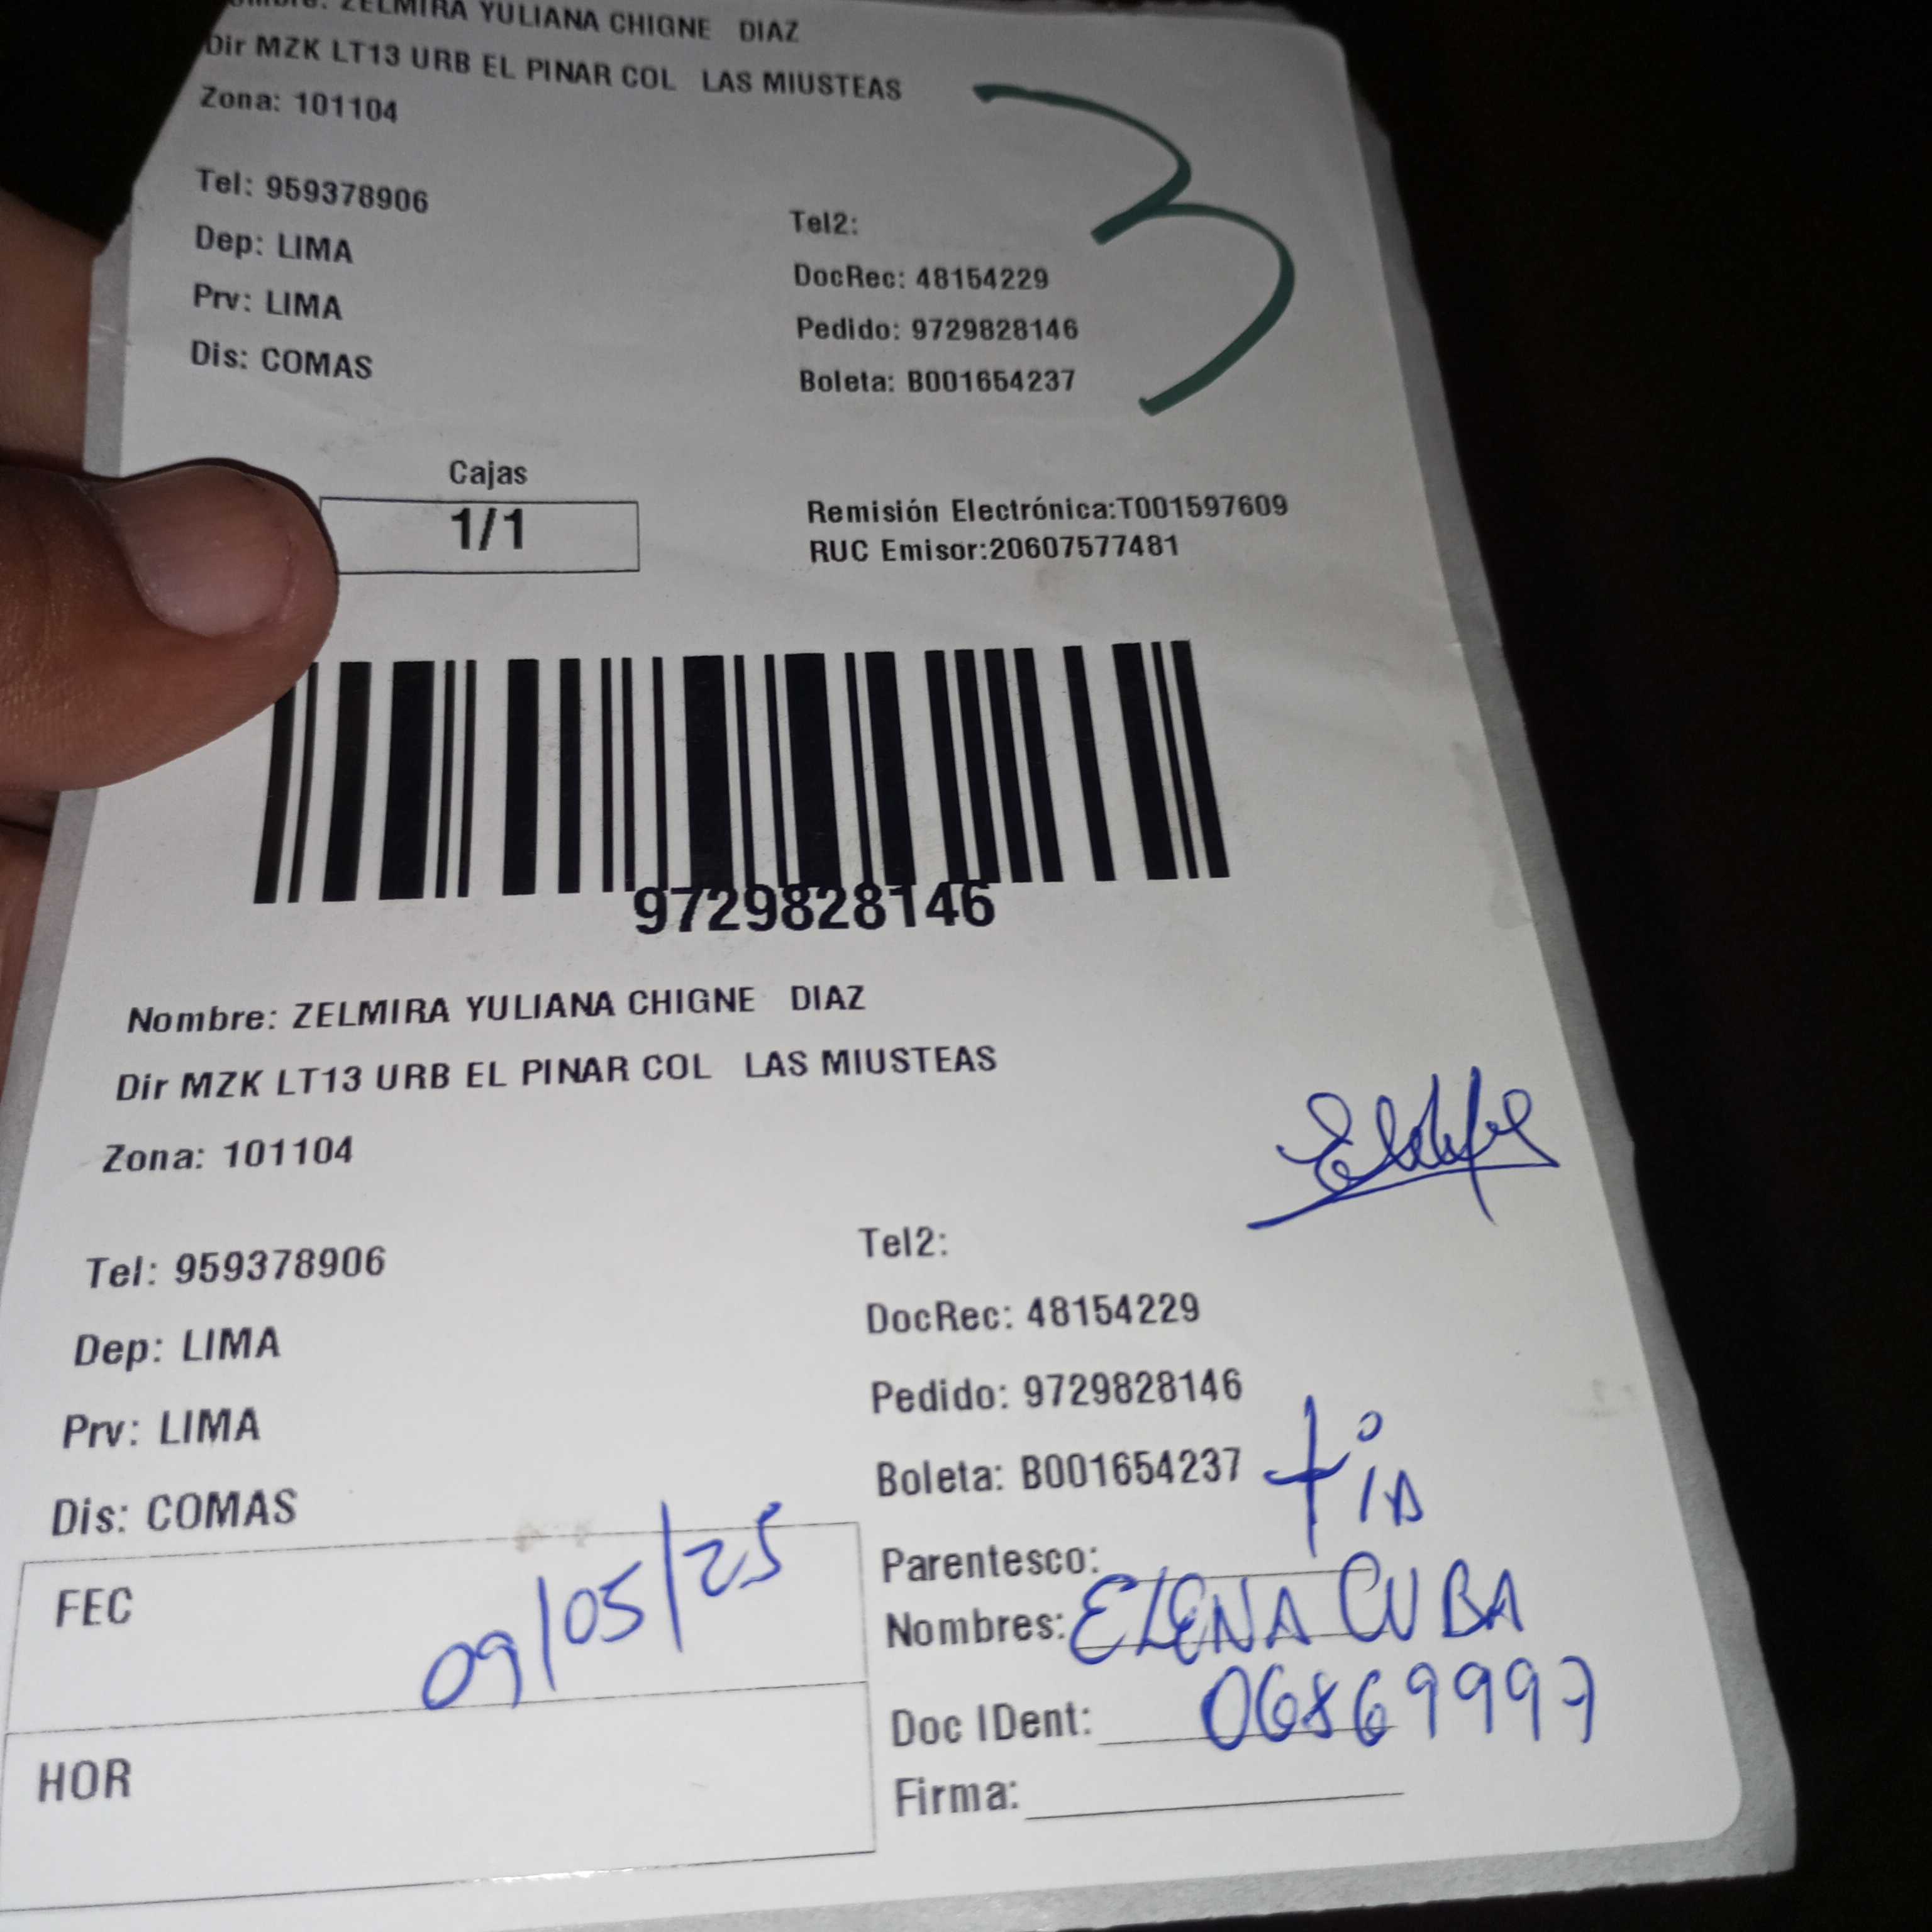 ZELMIRA YULIANA CHIGNE DIAZ
Dir MZK LT13 URB EL PINAR COL LAS MIUSTEAS
Zona: 101104
Tel: 959378906
Tel2:
Dep: LIMA
DocRec: 48154229
Prv: LIMA
Pedido: 9729828146
Dis: COMAS
Boleta: B001654237
3
Cajas
1/1
Remisión Electrónica:T001597609
RUC Emisor:20607577481
9729828146
Nombre: ZELMIRA YULIANA CHIGNE DIAZ
Dir MZK LT13 URB EL PINAR COL LAS MIUSTEAS
Zona: 101104
Tel: 959378906
Tel2:
Dep: LIMA
DocRec: 48154229
Prv: LIMA
Pedido: 9729828146
Dis: COMAS
Boleta: B001654237
FEC 09/05/25
HOR
Parentesco: tía
Nombres: ELENA CUBA
Doc IDent: 06869997
Firma: